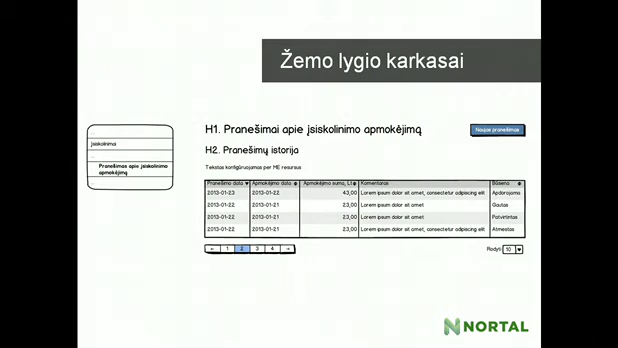 Žemo lygio karkasai
...
Įsiskolinimai
...
Pranešimas apie įsiskolinimo
apmokėjimą
H1. Pranešimai apie įsiskolinimo apmokėjimą
Naujas pranešimas
H2. Pranešimų istorija
Tekstas konfigūruojamas per ME resursus
Pranešimo data Apmokėjimo data Apmokėjimo suma, Lt Komentaras Būsena
2013-01-23 2013-01-22 43,00 Lorem ipsum dolor sit amet, consectetur adipiscing elit Apdorojama
2013-01-22 2013-01-21 23,00 Lorem ipsum dolor sit amet Gautas
2013-01-22 2013-01-21 23,00 Lorem ipsum dolor sit amet Patvirtintas
2013-01-22 2013-01-21 23,00 Lorem ipsum dolor sit amet, consectetur adipiscing elit Atmestas
← 1 2 3 4 → Rodyti 10
NORTAL